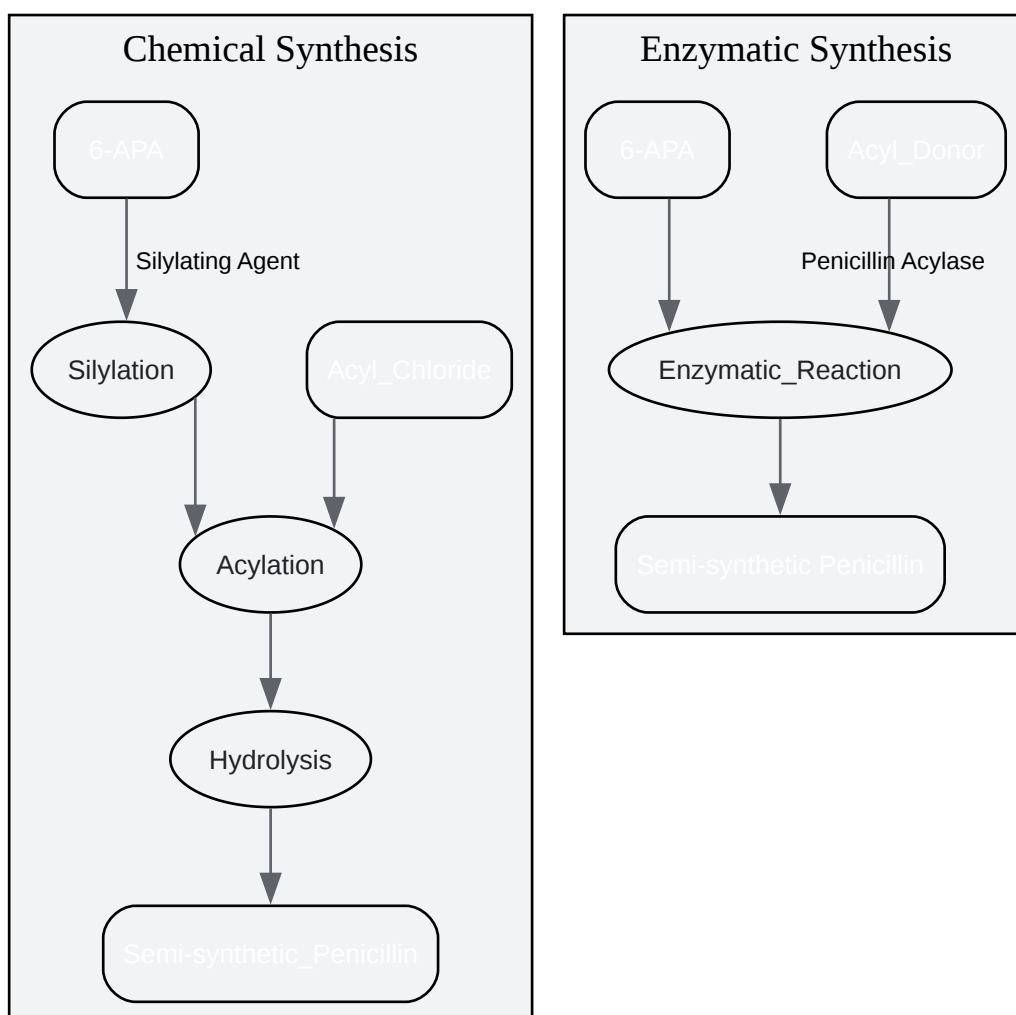 Chemical Synthesis
6-APA
Silylating Agent
Silylation
Acyl_Chloride
Acylation
Hydrolysis
Semi-synthetic_Penicillin
Enzymatic Synthesis
6-APA
Acyl_Donor
Penicillin Acylase
Enzymatic_Reaction
Semi-synthetic Penicillin